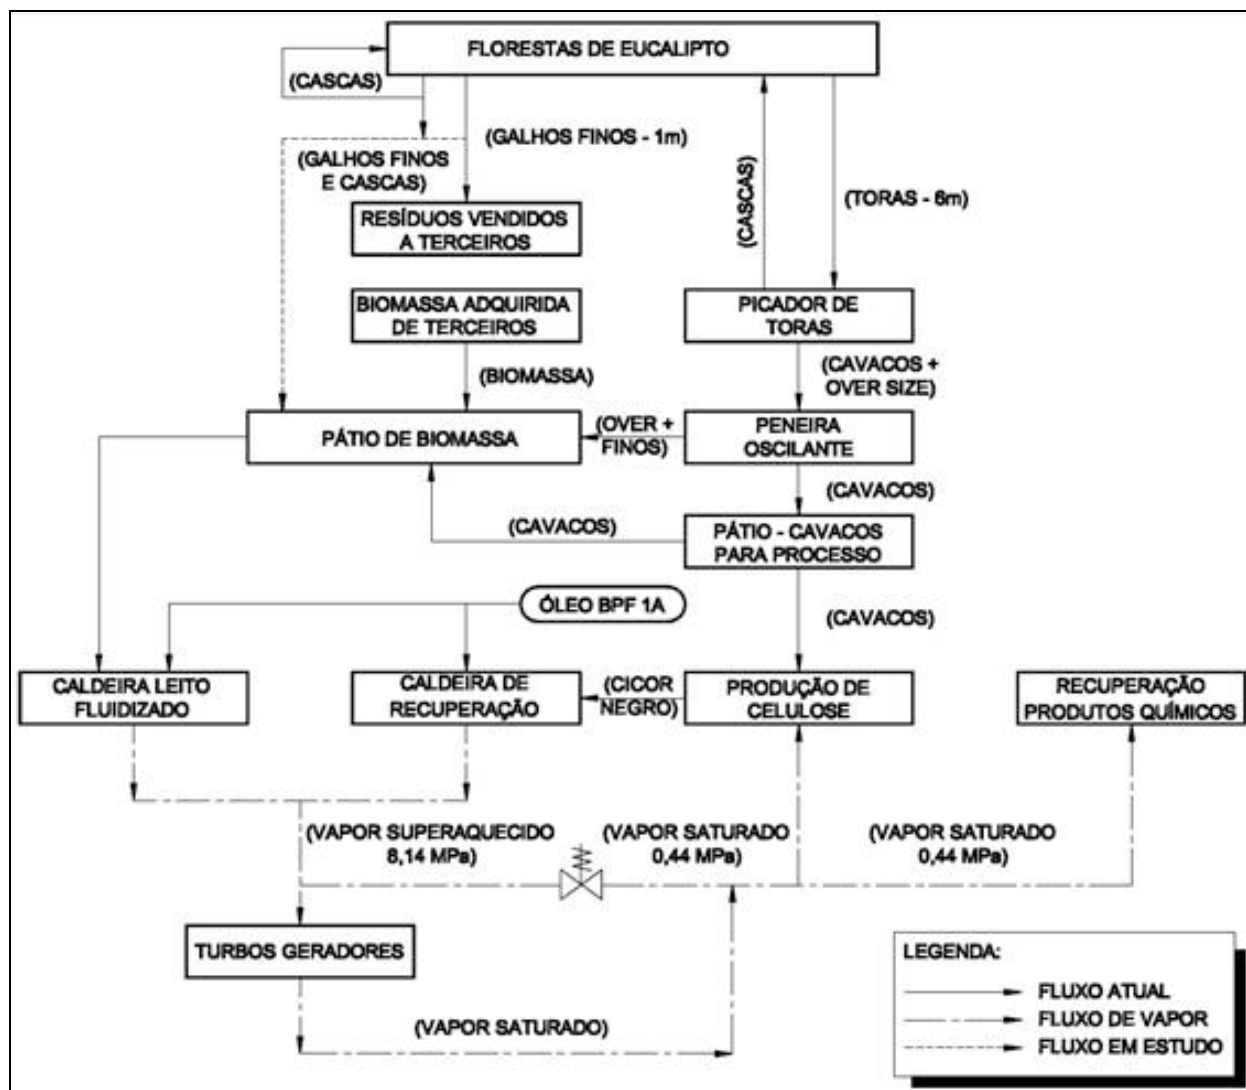 FLORESTAS DE EUCALIPTO
(CASCAS)
(GALHOS FINOS - 1m)
(GALHOS FINOS
E CASCAS)
(CASCAS)
(TORAS - 6m)
RESÍDUOS VENDIDOS
A TERCEIROS
BIOMASSA ADQUIRIDA
DE TERCEIROS
PICADOR DE
TORAS
(BIOMASSA)
(CAVACOS +
OVER SIZE)
PÁTIO DE BIOMASSA
(OVER +
FINOS)
PENEIRA
OSCILANTE
(CAVACOS)
(CAVACOS)
PÁTIO - CAVACOS
PARA PROCESSO
ÓLEO BPF 1A
(CAVACOS)
CALDEIRA LEITO
FLUIDIZADO
CALDEIRA DE
RECUPERAÇÃO
(CICOR
NEGRO)
PRODUÇÃO DE
CELULOSE
RECUPERAÇÃO
PRODUTOS QUÍMICOS
(VAPOR SUPERAQUECIDO
8,14 MPa)
(VAPOR SATURADO
0,44 MPa)
(VAPOR SATURADO
0,44 MPa)
TURBOS GERADORES
(VAPOR SATURADO)
LEGENDA:
FLUXO ATUAL
FLUXO DE VAPOR
FLUXO EM ESTUDO